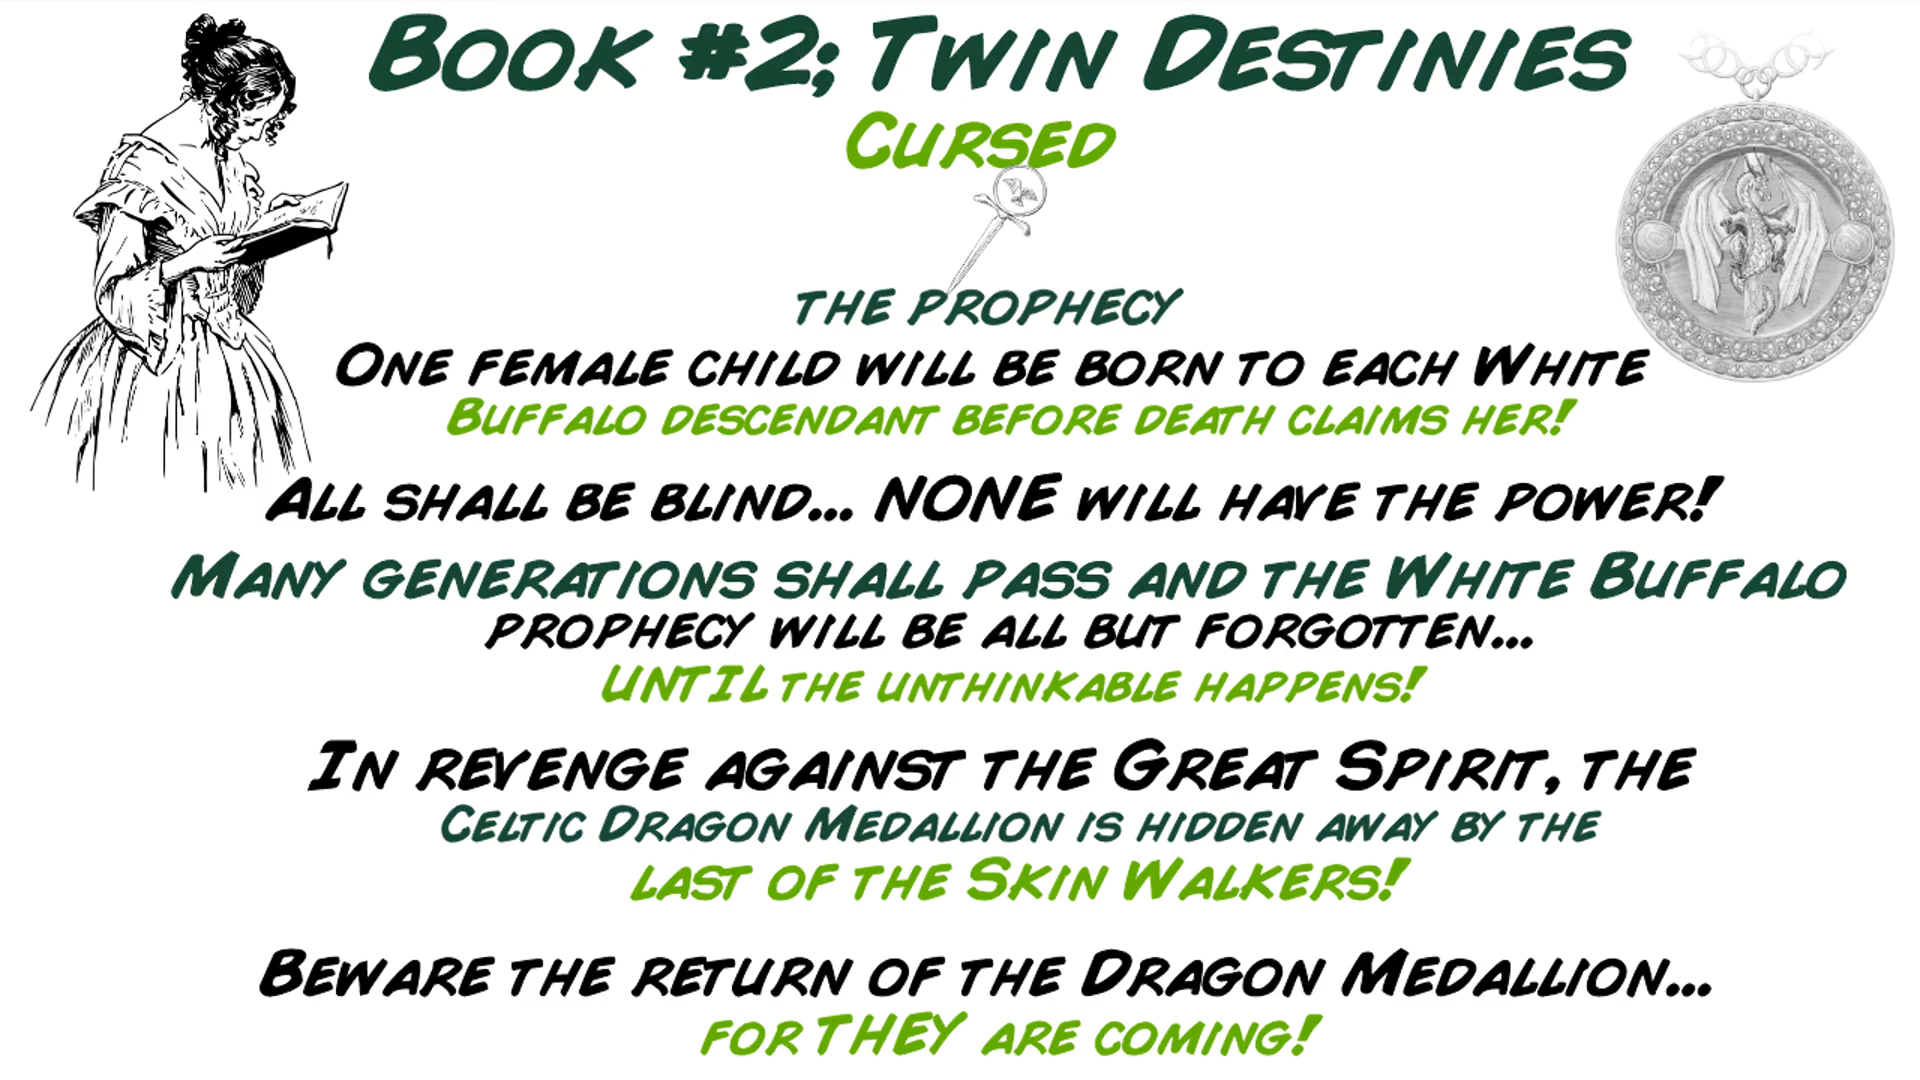 Book #2; Twin Destinies
Cursed
the prophecy
One female child will be born to each White
Buffalo descendant before death claims her!
All shall be blind... NONE will have the power!
Many generations shall pass and the White Buffalo
prophecy will be all but forgotten...
UNTIL the unthinkable happens!
In revenge against the Great Spirit, the
Celtic Dragon Medallion is hidden away by the
last of the Skin Walkers!
Beware the return of the Dragon Medallion...
for THEY are coming!